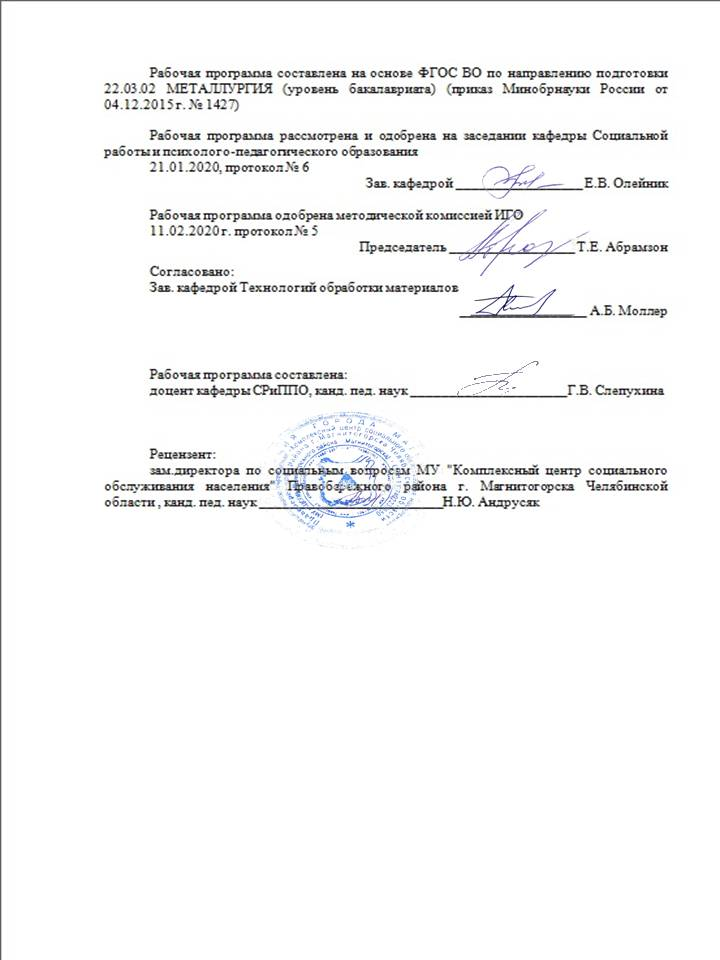 Рабочая программа составлена на основе ФГОС ВО по направлению подготовки
22.03.02 МЕТАЛЛУРГИЯ (уровень бакалавриата) (приказ Минобрнауки России от
04.12.2015 г. № 1427)
Рабочая программа рассмотрена и одобрена на заседании кафедры Социальной
работы и психолого-педагогического образования
21.01.2020, протокол № 6
Зав. кафедрой ____________________ Е.В. Олейник
Рабочая программа одобрена методической комиссией ИГО
11.02.2020 г. протокол № 5
Председатель ____________________ Т.Е. Абрамзон
Согласовано:
Зав. кафедрой Технологий обработки материалов
____________________ А.Б. Моллер
Рабочая программа составлена:
доцент кафедры СРиППО, канд. пед. наук ________________________ Г.В. Слепухина
Рецензент:
зам.директора по социальным вопросам МУ "Комплексный центр социального
обслуживания населения" Правобережного района г. Магнитогорска Челябинской
области , канд. пед. наук ____________________________Н.Ю. Андрусяк